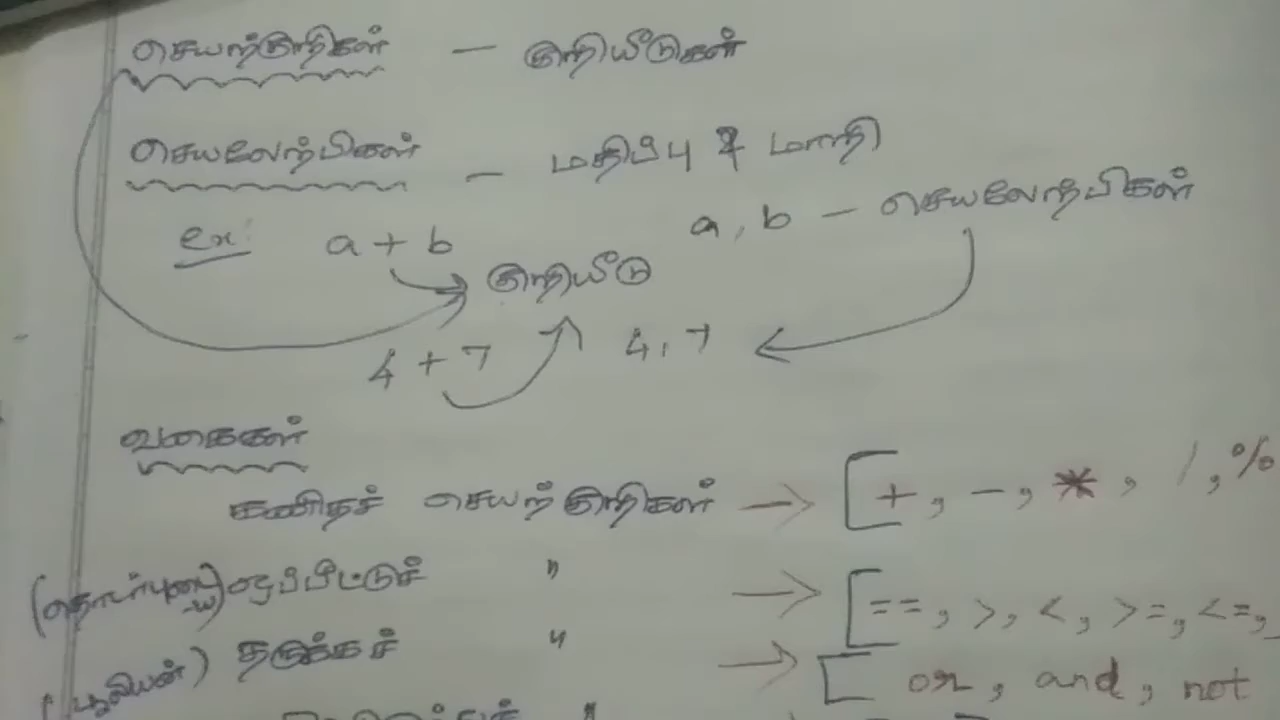 செயற்குறிகள் – குறியீடுகள்
செயலேற்பிகள் – மதிப்பு & மாறி
ex: a + b    a, b – செயலேற்பிகள்
குறியீடு
4 + 7    4, 7
வகைகள்
கணிதச் செயற்குறிகள் → [+, –, *, /, %
(தொடர்புடைய) ஒப்பீட்டுச் " → [==, >, <, >=, <=,
(பூலியன்) தருக்கச் " → [or, and, not